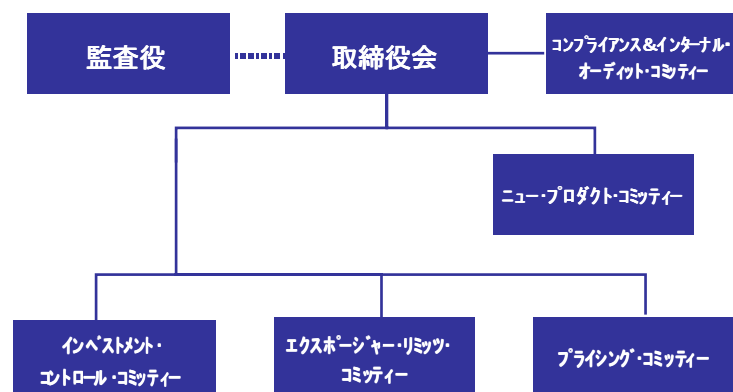 監査役
取締役会
コンプライアンス&インターナル・
オーディット・コミッティー
ニュー・プロダクト・コミッティー
インベストメント・
コントロール・コミッティー
エクスポージャー・リミッツ・
コミッティー
プライシング・コミッティー